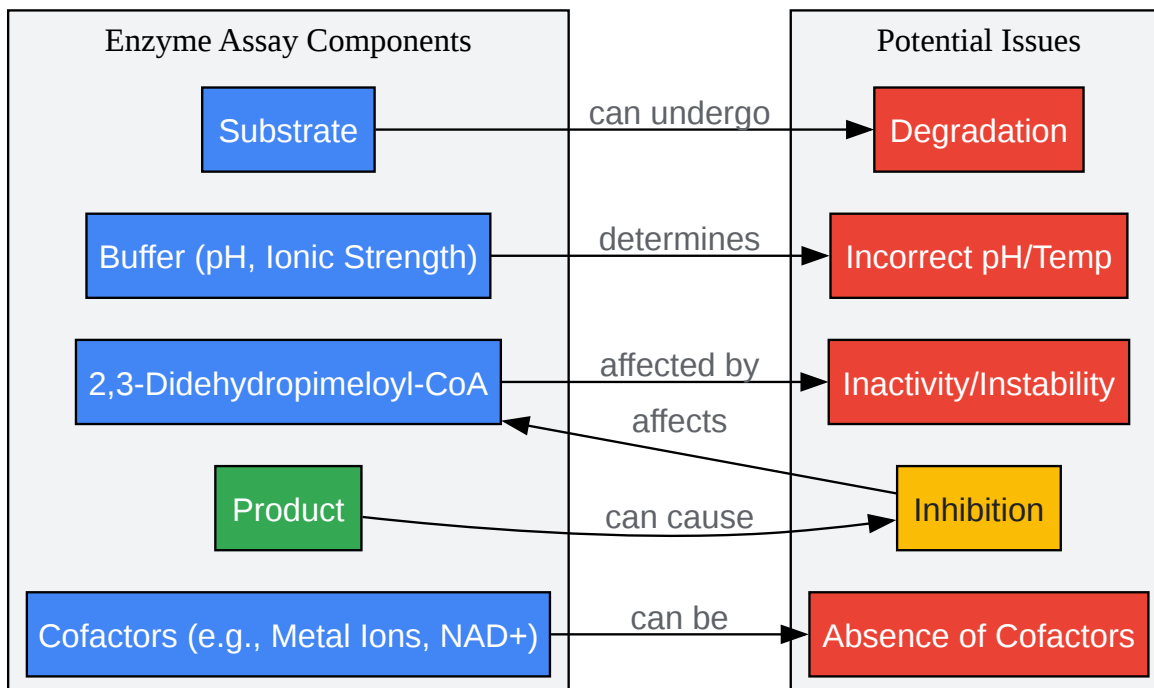 Enzyme Assay Components
Potential Issues
Substrate
can undergo
Degradation
Buffer (pH, Ionic Strength)
determines
Incorrect pH/Temp
2,3-Didehydropimeloyl-CoA
affected by
Inactivity/Instability
affects
Product
can cause
Inhibition
Cofactors (e.g., Metal Ions, NAD+)
can be
Absence of Cofactors